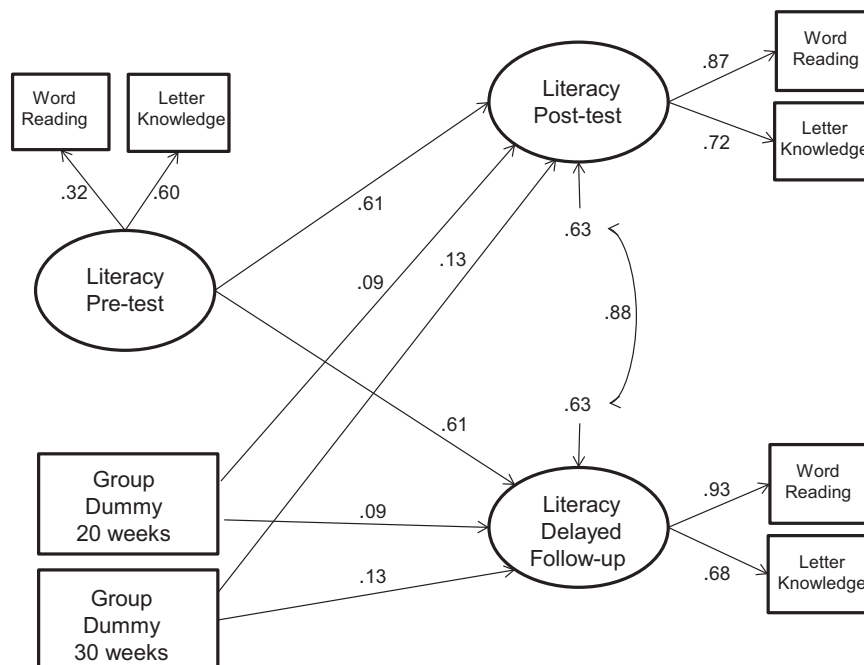 Word
Reading
Letter
Knowledge
.32
.60
Literacy
Pre-test
Literacy
Post-test
.87
.72
Word
Reading
Letter
Knowledge
.61
.09
.13
.63
.88
.63
.61
Group
Dummy
20 weeks
.09
Group
Dummy
30 weeks
.13
Literacy
Delayed
Follow-up
.93
.68
Word
Reading
Letter
Knowledge